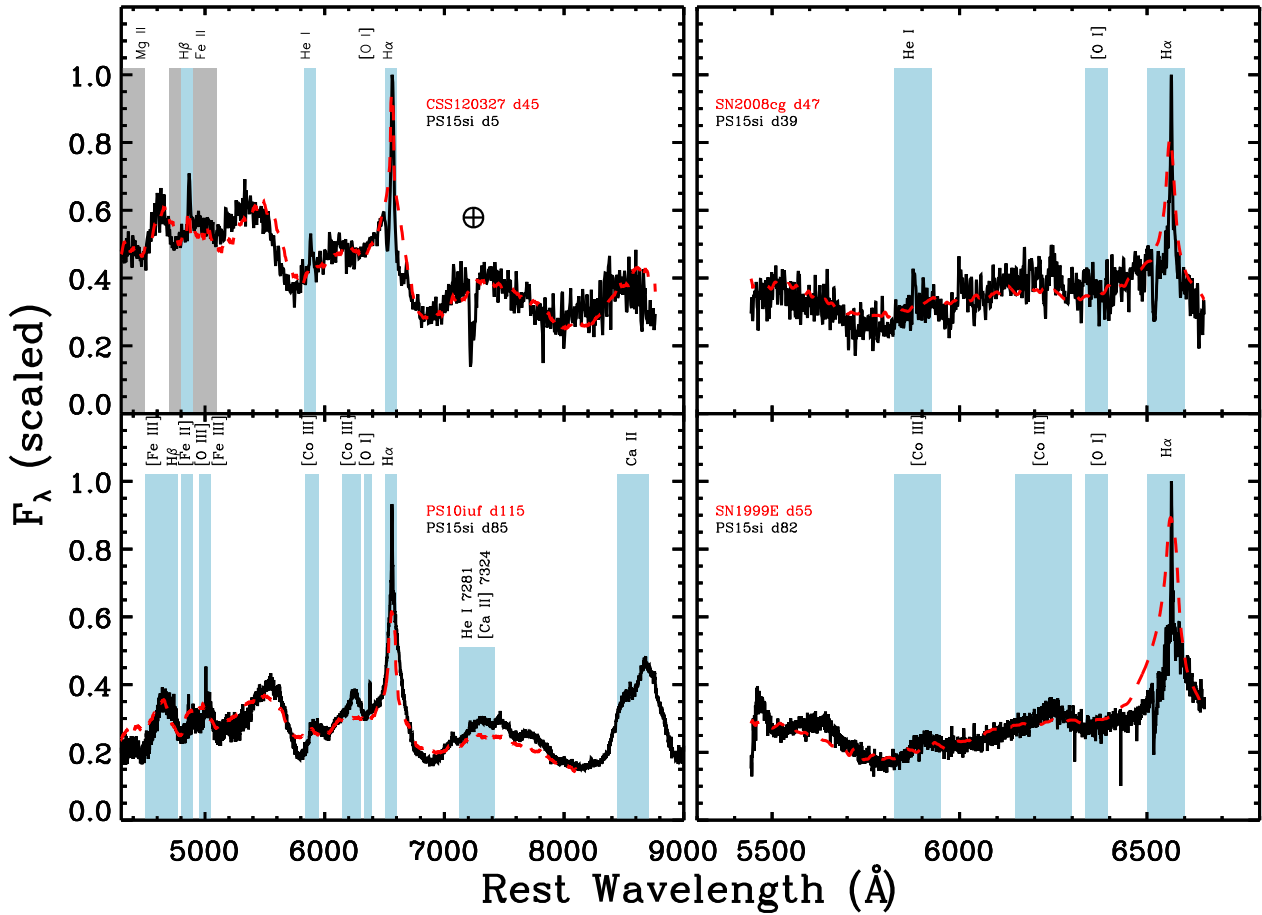 Mg II
Hβ
Fe II
He I
[O I]
Hα
He I
[O I]
Hα
1.0
0.8
0.6
0.4
0.2
0.0
CSS120327 d45
PS15si d5
SN2008cg d47
PS15si d39
[Fe III]
Hβ
[Fe II]
[O III]
[Fe III]
[Co III]
[Co III]
[O I]
Hα
Ca II
[Co III]
[Co III]
[O I]
Hα
1.0
0.8
0.6
0.4
0.2
0.0
PS10iuf d115
PS15si d85
He I 7281
[Ca II] 7324
SN1999E d55
PS15si d82
5000 6000 7000 8000 9000
5500 6000 6500
Rest Wavelength (Å)
Fλ (scaled)